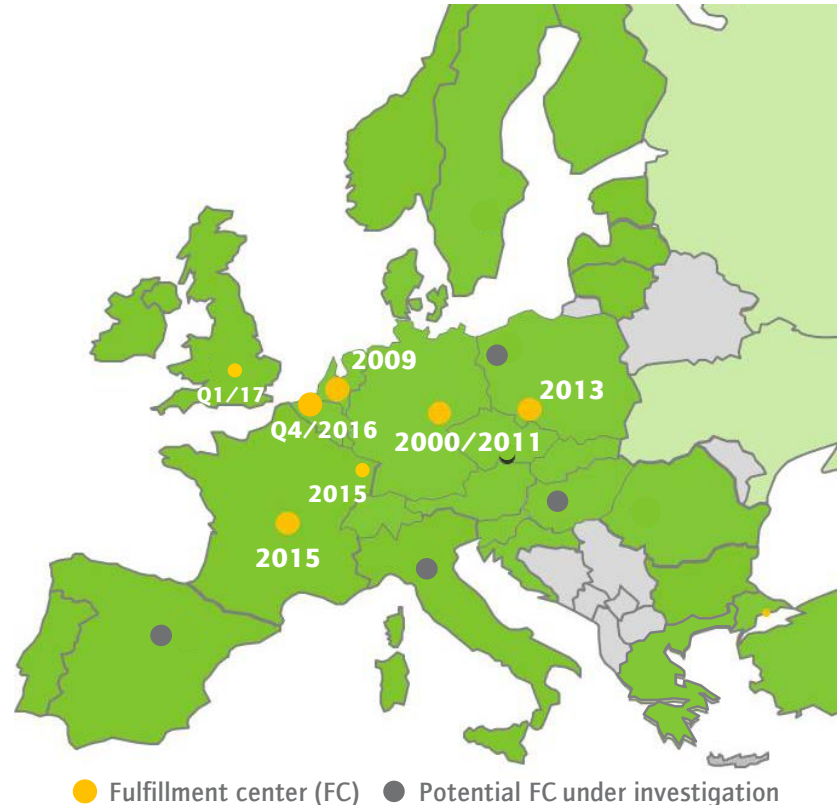 2009
Q1/17
2013
Q4/2016
2000/2011
2015
2015
Fulfillment center (FC)
Potential FC under investigation